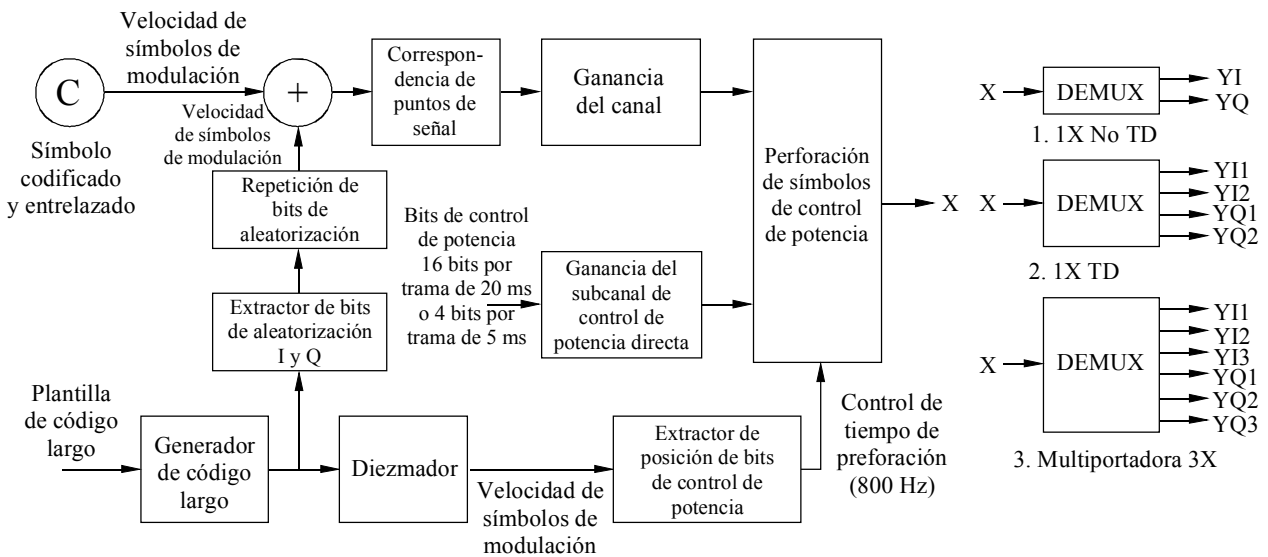 Velocidad de
símbolos de
modulación
C
+
Símbolo
codificado
y entrelazado
Velocidad
de símbolos
de modulación
Correspon-
dencia de
puntos de
señal
Ganancia
del canal
Repetición de
bits de
aleatorización
Extractor de bits
de aleatorización
I y Q
Bits de control
de potencia
16 bits por
trama de 20 ms
o 4 bits por
trama de 5 ms
Ganancia del
subcanal de
control de
potencia directa
Perforación
de símbolos
de control
de potencia
X
Plantilla
de código
largo
Generador
de código
largo
Diezmador
Velocidad de
símbolos de
modulación
Extractor de
posición de bits
de control de
potencia
Control de
tiempo de
preforación
(800 Hz)
X
DEMUX
YI
YQ
1. 1X No TD
X
DEMUX
YI1
YI2
YQ1
YQ2
2. 1X TD
X
DEMUX
YI1
YI2
YI3
YQ1
YQ2
YQ3
3. Multiportadora 3X